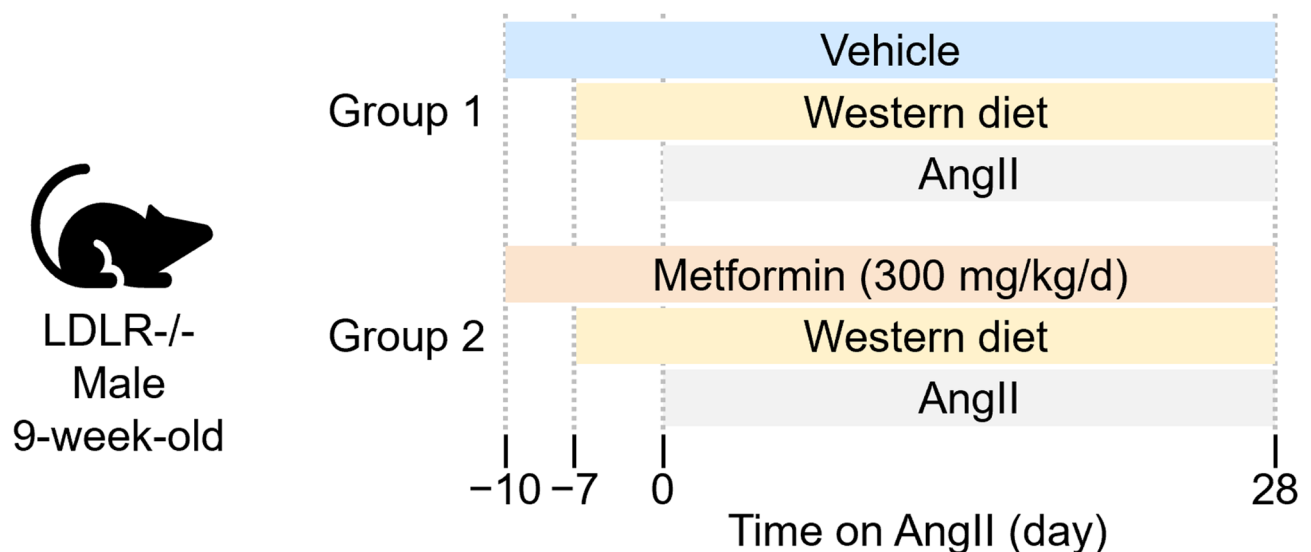 Vehicle
Group 1
Western diet
AngII
Metformin (300 mg/kg/d)
Group 2
Western diet
AngII
LDLR-/-
Male
9-week-old
−10 −7 0 28
Time on AngII (day)